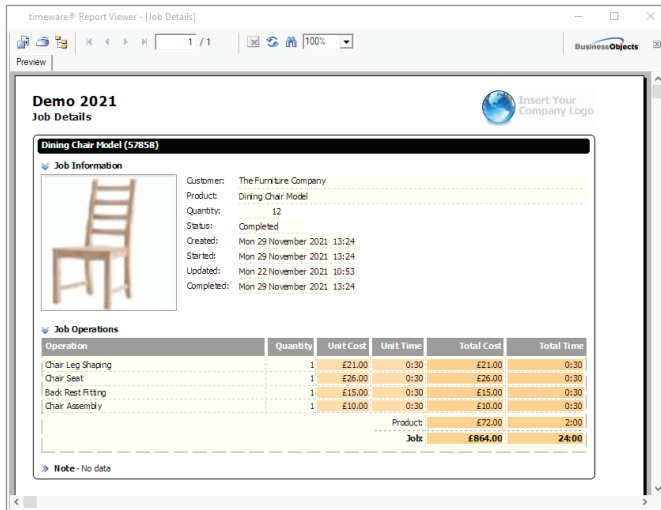 timeware® Report Viewer - [Job Details]
1 / 1 100% BusinessObjects
Preview
Demo 2021
Job Details
Insert Your
Company Logo
Dining Chair Model (57858)
Job Information
Customer: The Furniture Company
Product: Dining Chair Model
Quantity: 12
Status: Completed
Created: Mon 29 November 2021 13:24
Started: Mon 29 November 2021 13:24
Updated: Mon 22 November 2021 10:53
Completed: Mon 29 November 2021 13:24
Job Operations
Operation Quantity Unit Cost Unit Time Total Cost Total Time
Chair Leg Shaping 1 £21.00 0:30 £21.00 0:30
Chair Seat 1 £26.00 0:30 £26.00 0:30
Back Rest Fitting 1 £15.00 0:30 £15.00 0:30
Chair Assembly 1 £10.00 0:30 £10.00 0:30
Product: £72.00 2:00
Job: £864.00 24:00
Note - No data